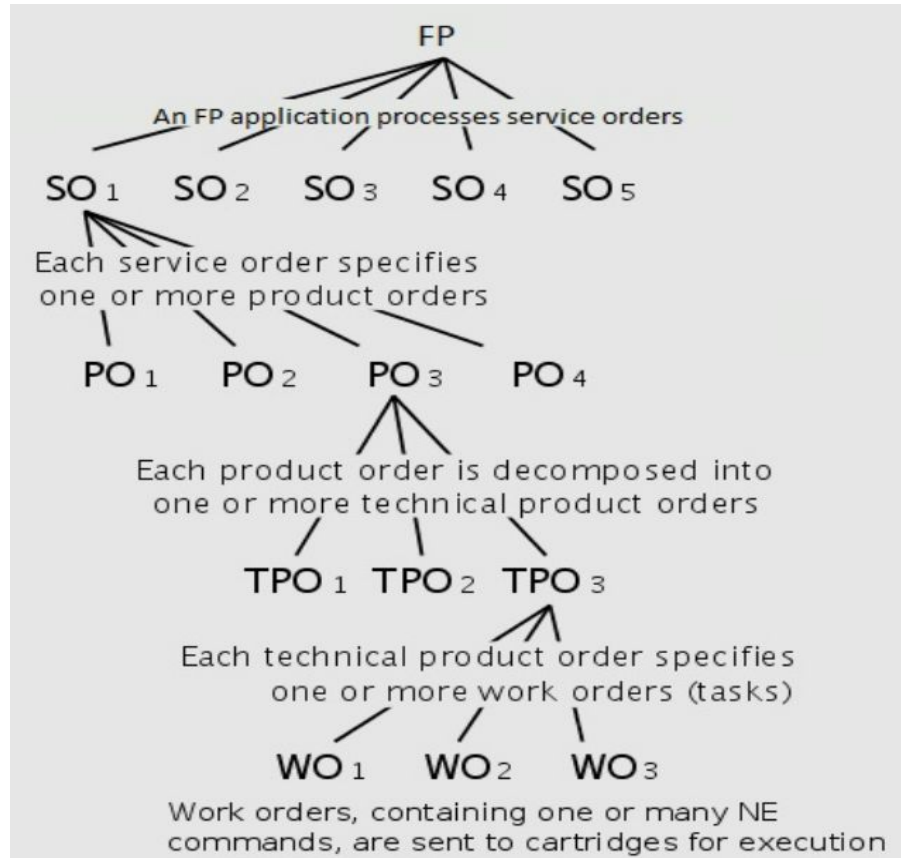 FP
An FP application processes service orders
SO 1 SO 2 SO 3 SO 4 SO 5
Each service order specifies
one or more product orders
PO 1 PO 2 PO 3 PO 4
Each product order is decomposed into
one or more technical product orders
TPO 1 TPO 2 TPO 3
Each technical product order specifies
one or more work orders (tasks)
WO 1 WO 2 WO 3
Work orders, containing one or many NE
commands, are sent to cartridges for execution